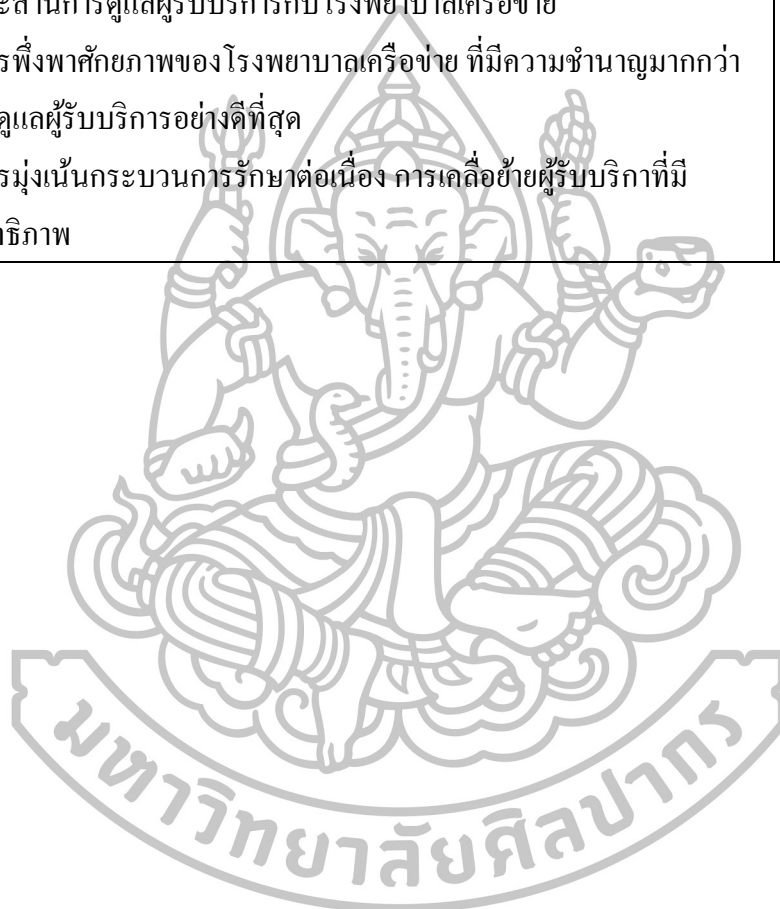 ะสานการดูแลผู้รับบริการกับโรงพยาบาลเครือข่าย
รพึ่งพาศักยภาพของโรงพยาบาลเครือข่าย ที่มีความชำนาญมากกว่า
ดูแลผู้รับบริการอย่างดีที่สุด
รมุ่งเน้นกระบวนการรักษาต่อเนื่อง การเคลื่อย้ายผู้รับบริกาที่มี
ทธิภาพ
มหาวิทยาลัยศิลปากร